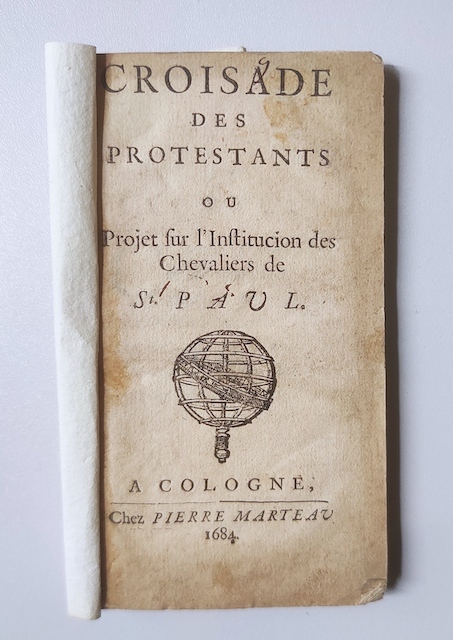 CROISADE
DES
PROTESTANTS
OU
Projet ſur l'Inſtitucion des
Chevaliers de
St. PAUL.
A COLOGNE,
Chez PIERRE MARTEAU
1684.